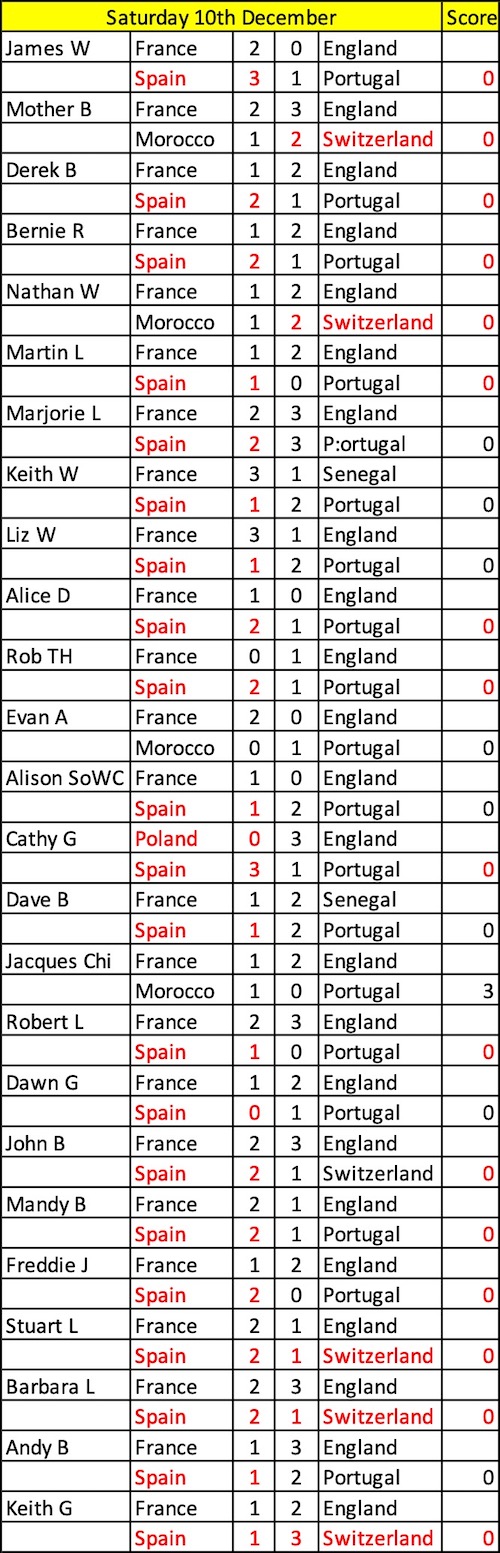 Saturday 10th December Score
James W France 2 0 England
Spain 3 1 Portugal 0
Mother B France 2 3 England
Morocco 1 2 Switzerland 0
Derek B France 1 2 England
Spain 2 1 Portugal 0
Bernie R France 1 2 England
Spain 2 1 Portugal 0
Nathan W France 1 2 England
Morocco 1 2 Switzerland 0
Martin L France 1 2 England
Spain 1 0 Portugal 0
Marjorie L France 2 3 England
Spain 2 3 P:ortugal 0
Keith W France 3 1 Senegal
Spain 1 2 Portugal 0
Liz W France 3 1 England
Spain 1 2 Portugal 0
Alice D France 1 0 England
Spain 2 1 Portugal 0
Rob TH France 0 1 England
Spain 2 1 Portugal 0
Evan A France 2 0 England
Morocco 0 1 Portugal 0
Alison SoWC France 1 0 England
Spain 1 2 Portugal 0
Cathy G Poland 0 3 England
Spain 3 1 Portugal 0
Dave B France 1 2 Senegal
Spain 1 2 Portugal 0
Jacques Chi France 1 2 England
Morocco 1 0 Portugal 3
Robert L France 2 3 England
Spain 1 0 Portugal 0
Dawn G France 1 2 England
Spain 0 1 Portugal 0
John B France 2 3 England
Spain 2 1 Switzerland 0
Mandy B France 2 1 England
Spain 2 1 Portugal 0
Freddie J France 1 2 England
Spain 2 0 Portugal 0
Stuart L France 2 1 England
Spain 2 1 Switzerland 0
Barbara L France 2 3 England
Spain 2 1 Switzerland 0
Andy B France 1 3 England
Spain 1 2 Portugal 0
Keith G France 1 2 England
Spain 1 3 Switzerland 0